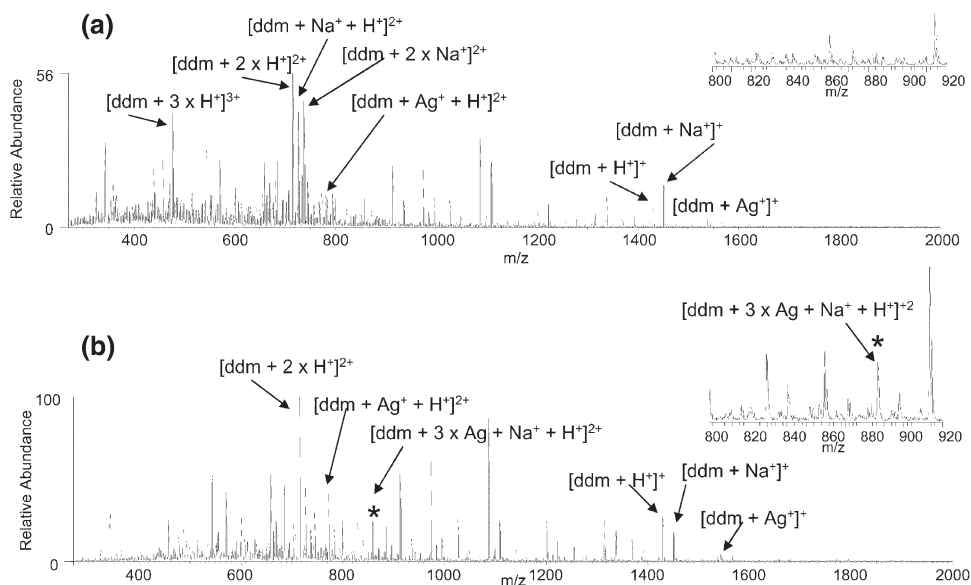 (a)
[ddm + Na⁺ + H⁺]²⁺
[ddm + 2 x Na⁺]²⁺
[ddm + 2 x H⁺]²⁺
[ddm + 3 x H⁺]³⁺
[ddm + Ag⁺ + H⁺]²⁺
[ddm + Na⁺]⁺
[ddm + H⁺]⁺
[ddm + Ag⁺]⁺
56
0
Relative Abundance
400 600 800 1000 1200 1400 1600 1800 2000
m/z
800 820 840 860 880 900 920
m/z
(b)
[ddm + 2 x H⁺]²⁺
[ddm + Ag⁺ + H⁺]²⁺
[ddm + 3 x Ag + Na⁺ + H⁺]²⁺
*
[ddm + H⁺]⁺
[ddm + Na⁺]⁺
[ddm + Ag⁺]⁺
100
0
Relative Abundance
400 600 800 1000 1200 1400 1600 1800 2000
m/z
[ddm + 3 x Ag + Na⁺ + H⁺]⁺²
*
800 820 840 860 880 900 920
m/z